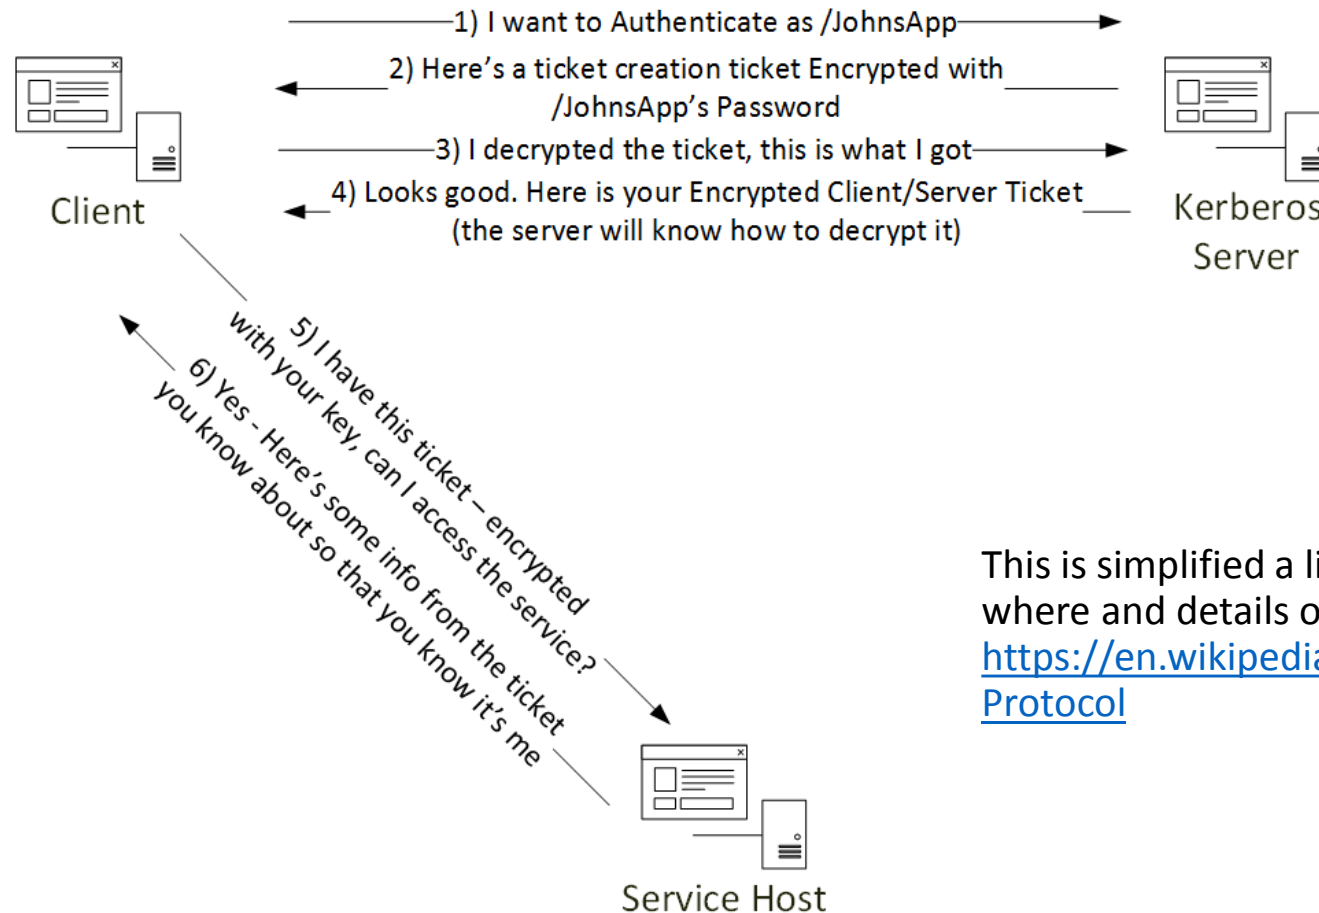 1) I want to Authenticate as /JohnsApp
2) Here's a ticket creation ticket Encrypted with
/JohnsApp's Password
3) I decrypted the ticket, this is what I got
4) Looks good. Here is your Encrypted Client/Server Ticket
(the server will know how to decrypt it)
Client
Kerberos
Server
5) I have this ticket – encrypted
with your key, can I access the service?
6) Yes - Here's some info from the ticket
you know about so that you know it's me
This is simplified a
where and details
https://en.wikipedia
Protocol
Service Host